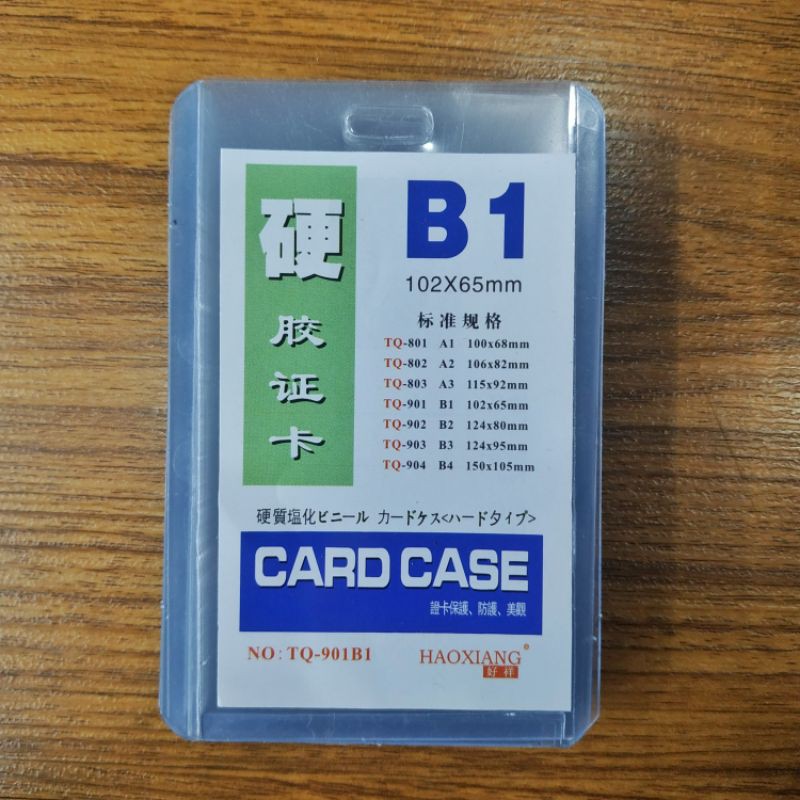 硬
胶
证
卡
B1
102X65mm
标准规格
TQ-801 A1 100x68mm
TQ-802 A2 106x82mm
TQ-803 A3 115x92mm
TQ-901 B1 102x65mm
TQ-902 B2 124x80mm
TQ-903 B3 124x95mm
TQ-904 B4 150x105mm
硬質塩化ビニール カードケス<ハードタイプ>
CARD CASE
證卡保護、防護、美觀
NO: TQ-901B1
HAOXIANG®
好祥